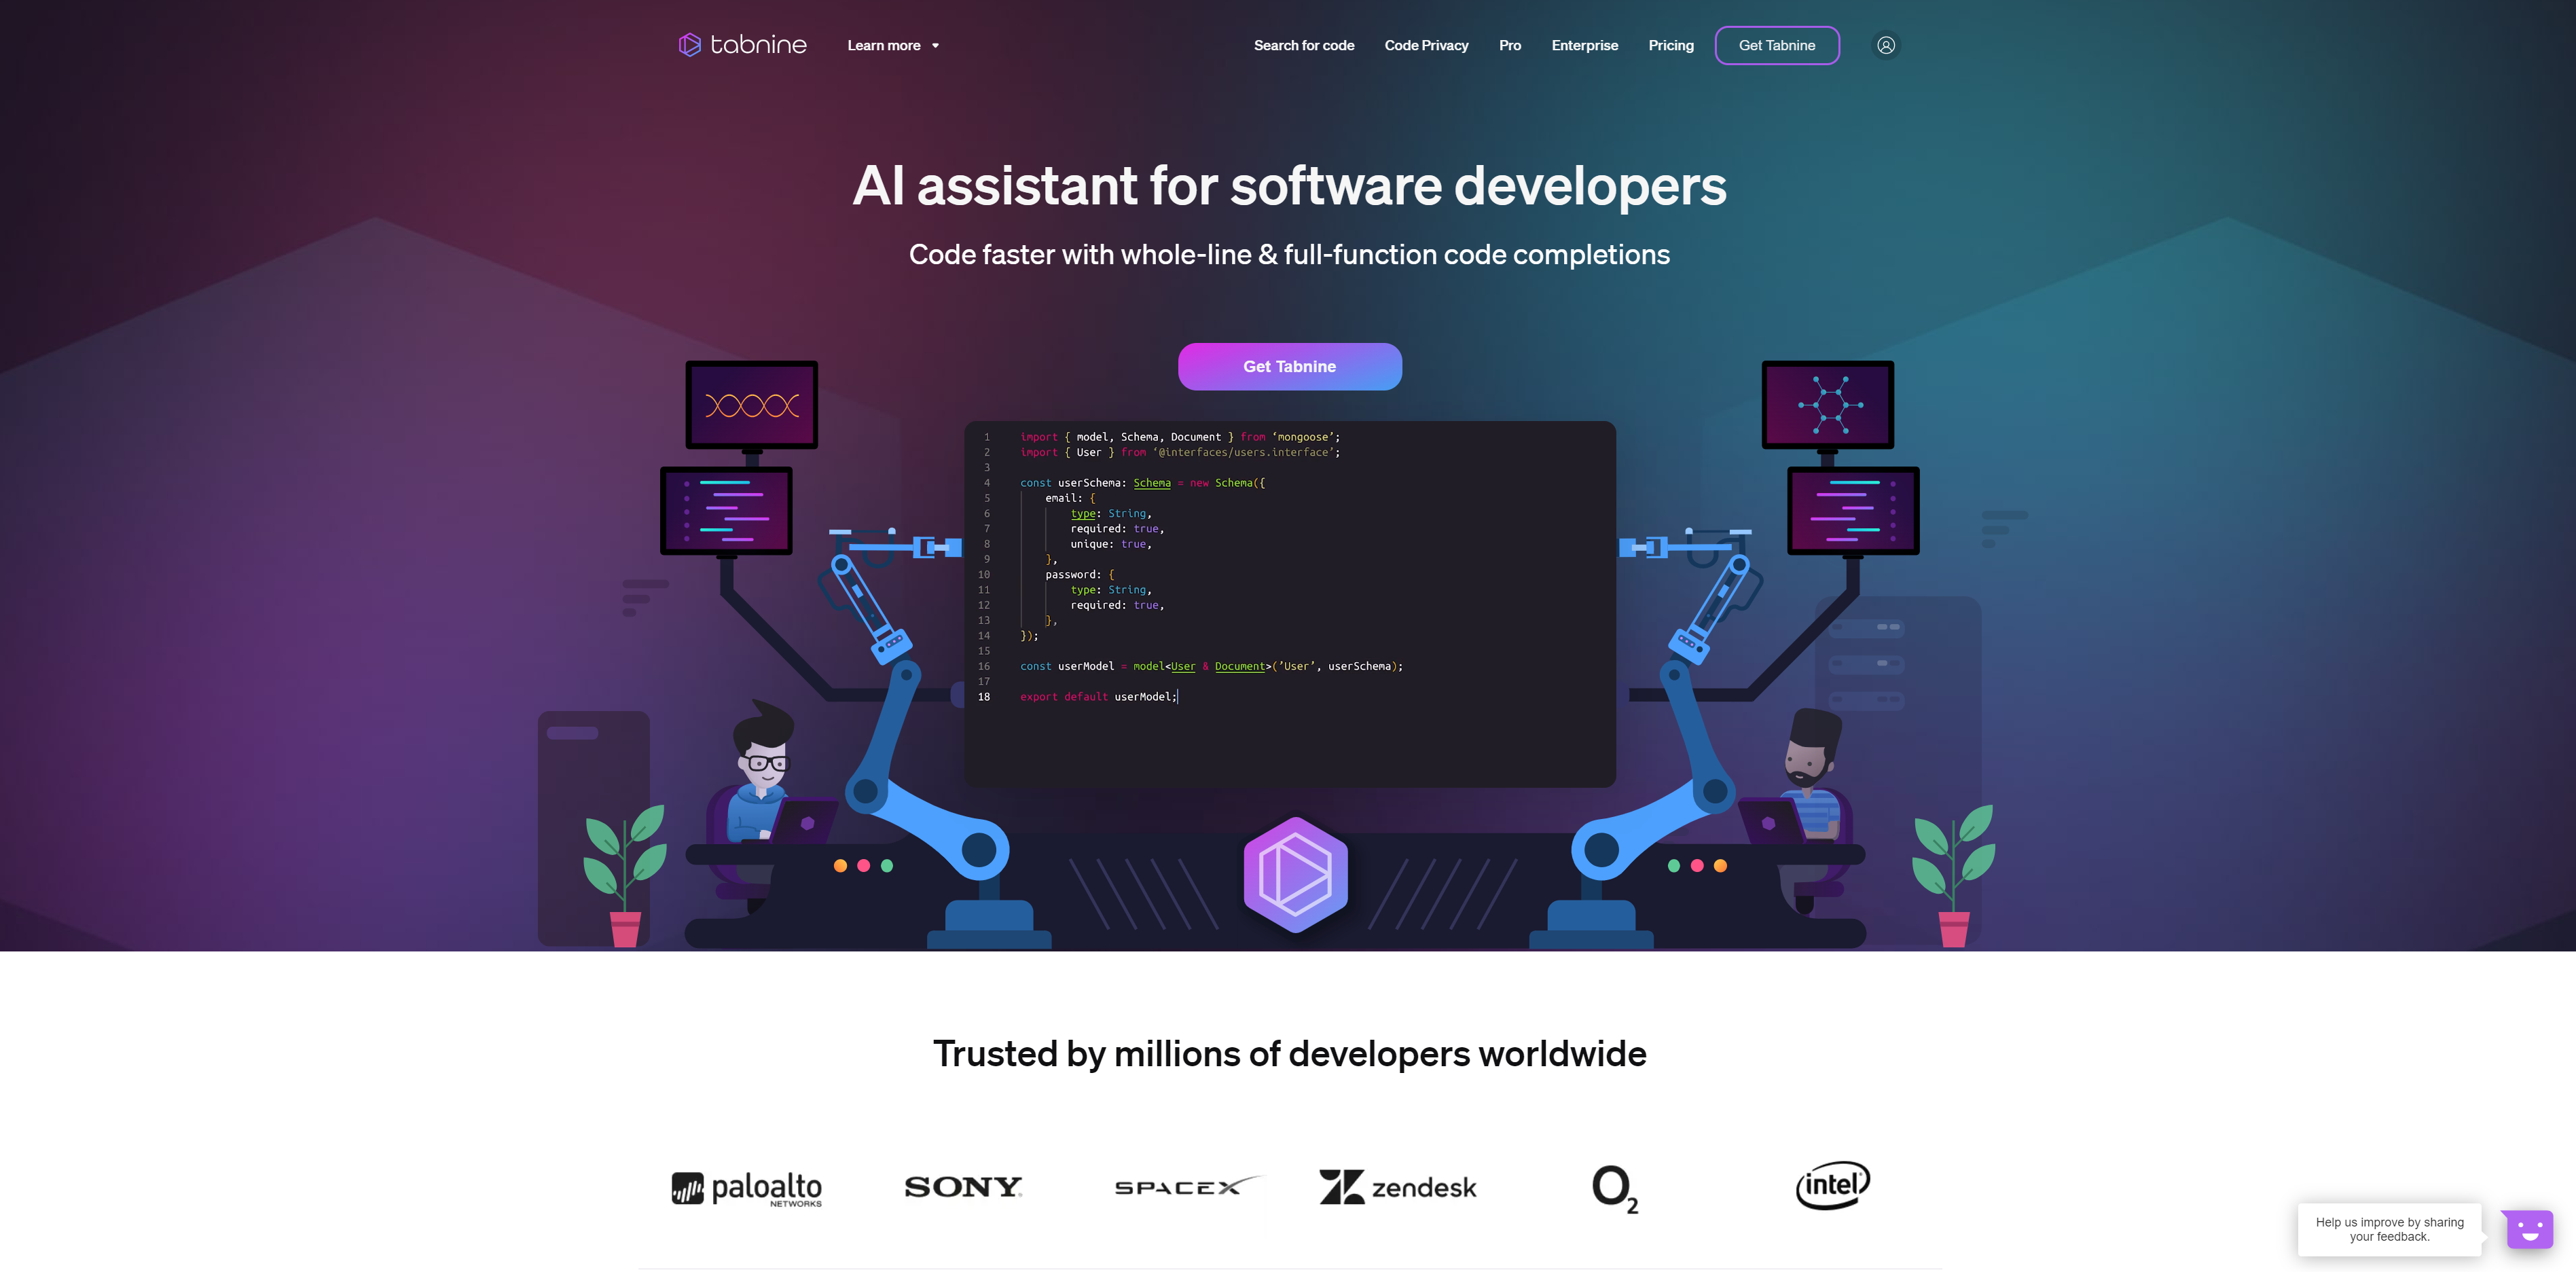 tabnine Learn more Search for code Code Privacy Pro Enterprise Pricing Get Tabnine
AI assistant for software developers
Code faster with whole-line & full-function code completions
Get Tabnine
1 import { model, Schema, Document } from ‘mongoose’;
2 import { User } from ‘@interfaces/users.interface’;
3
4 const userSchema: Schema = new Schema({
5 email: {
6 type: String,
7 required: true,
8 unique: true,
9 },
10 password: {
11 type: String,
12 required: true,
13 },
14 });
15
16 const userModel = model<User & Document>(’User’, userSchema);
17
18 export default userModel;
Trusted by millions of developers worldwide
paloalto
NETWORKS
SONY
SPACEX
zendesk
O2
intel
Help us improve by sharing
your feedback.